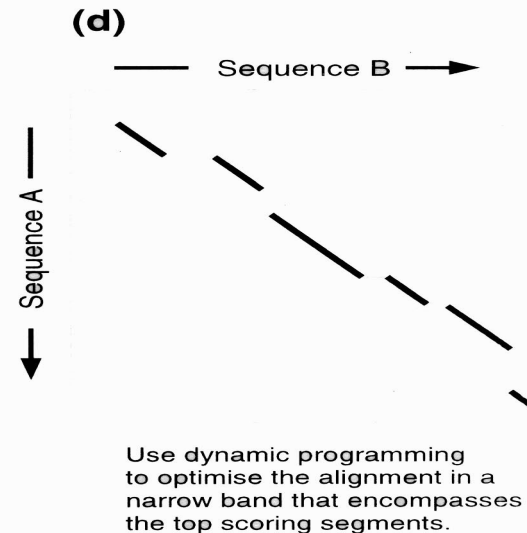 (d)
Sequence B
Sequence A
Use dynamic programming
to optimise the alignment in a
narrow band that encompasses
the top scoring segments.